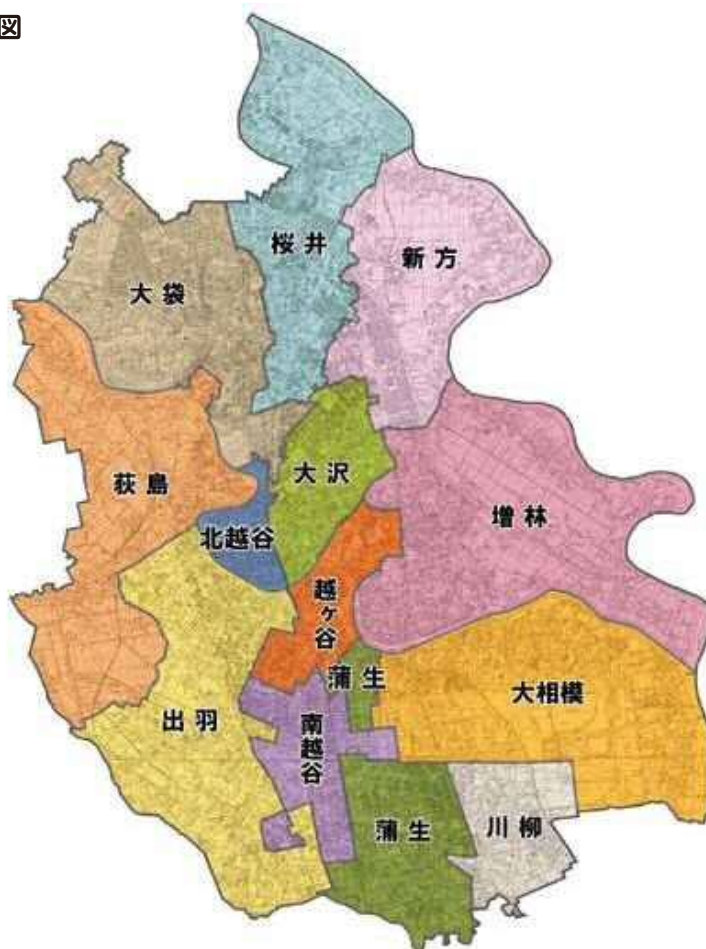 図
桜井
新方
大袋
荻島
大沢
増林
北越谷
越ヶ谷
蒲生
大相模
出羽
南越谷
蒲生
川柳